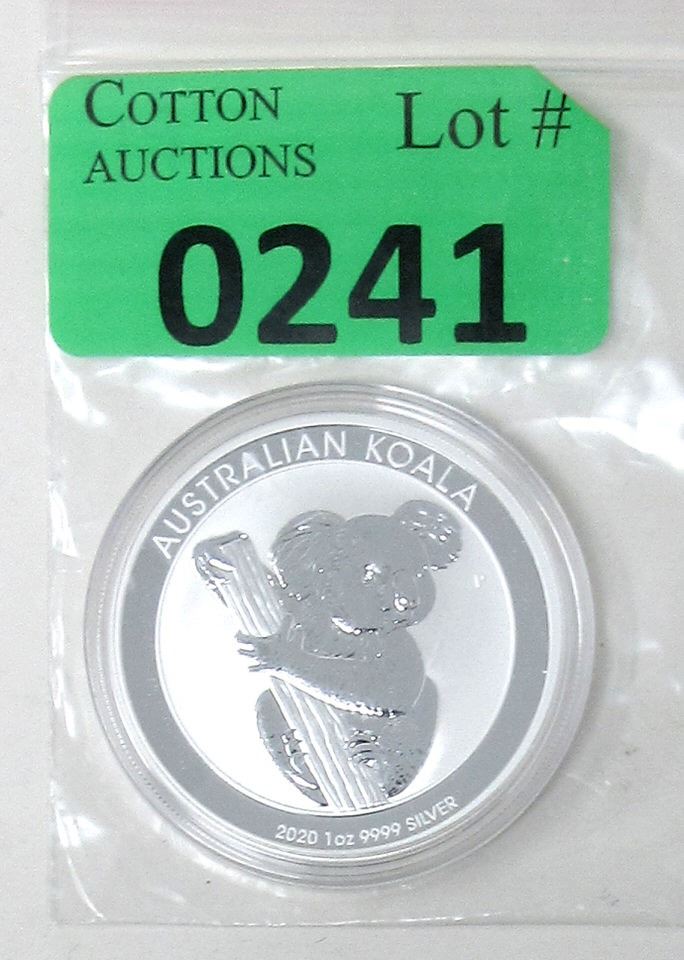 COTTON
AUCTIONS
Lot #
0241
AUSTRALIAN KOALA
P
2020 1oz 9999 SILVER